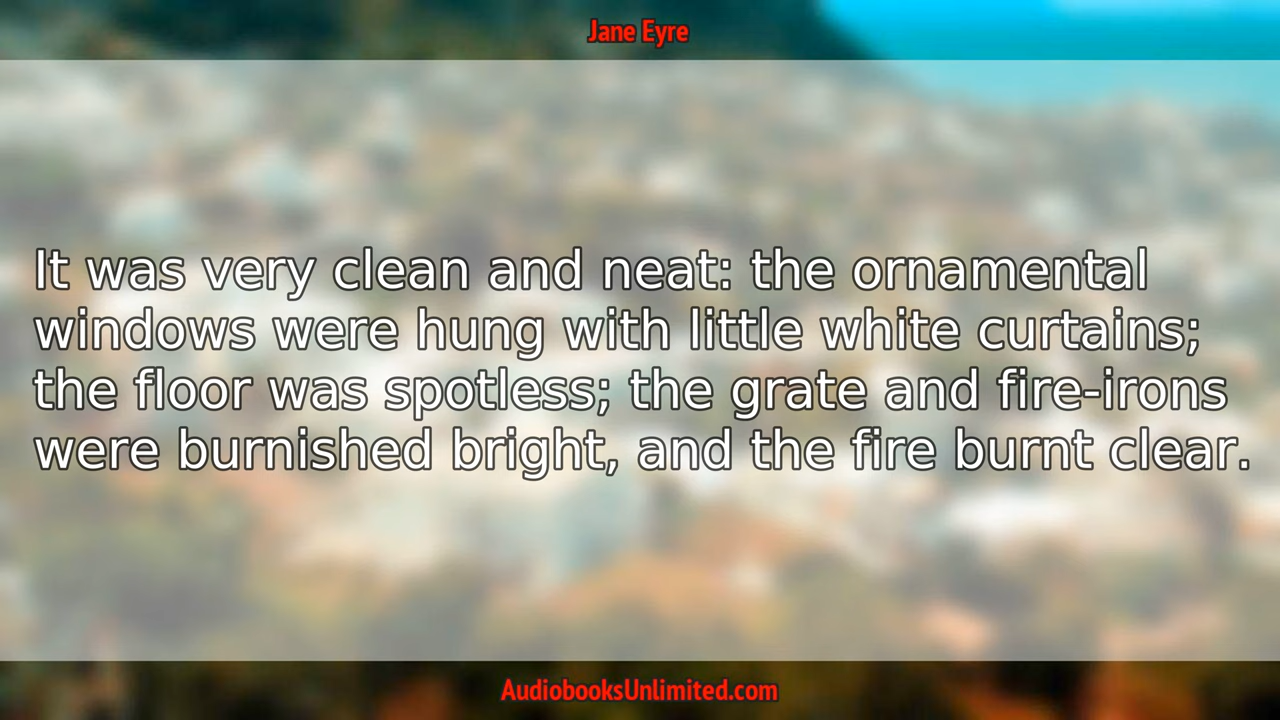 Jane Eyre
It was very clean and neat: the ornamental
windows were hung with little white curtains;
the floor was spotless; the grate and fire-irons
were burnished bright, and the fire burnt clear.
AudiobooksUnlimited.com